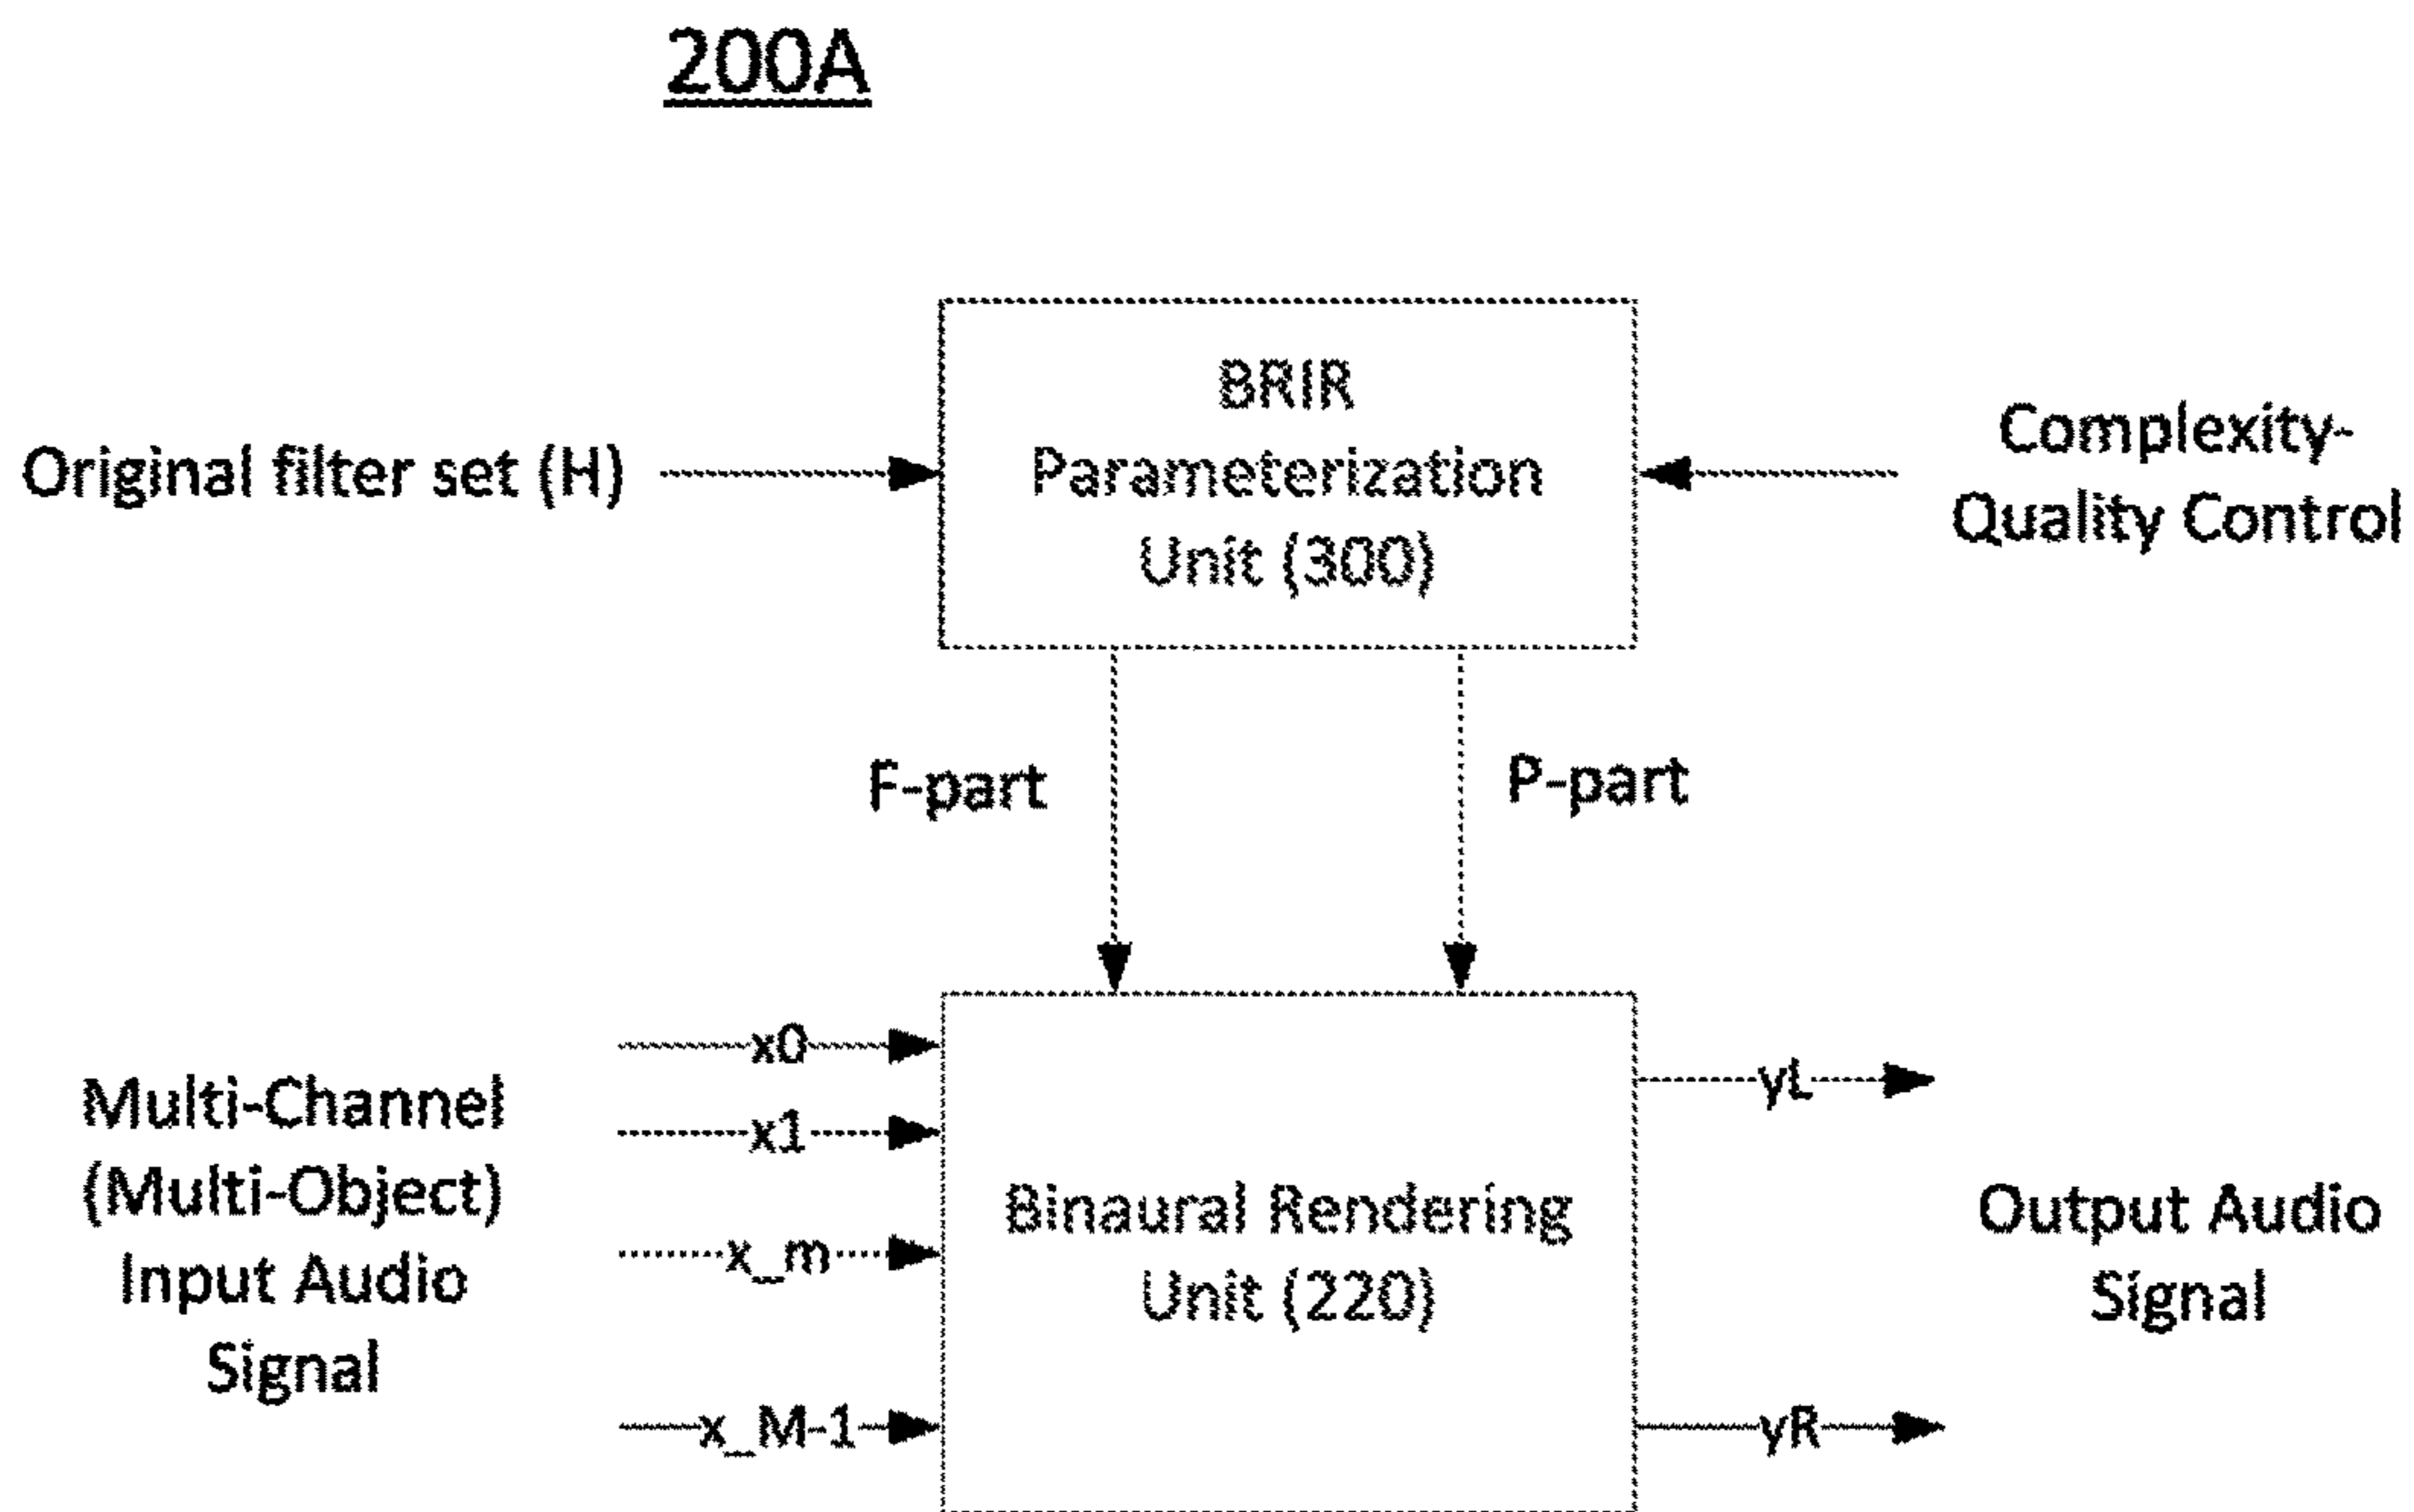 200A
Original filter set (H)
BRIR
Parameterization
Unit (300)
Complexity-
Quality Control
F-part
P-part
Multi-Channel
(Multi-Object)
Input Audio
Signal
x0
x1
x_m
x_M-1
Binaural Rendering
Unit (220)
yL
yR
Output Audio
Signal